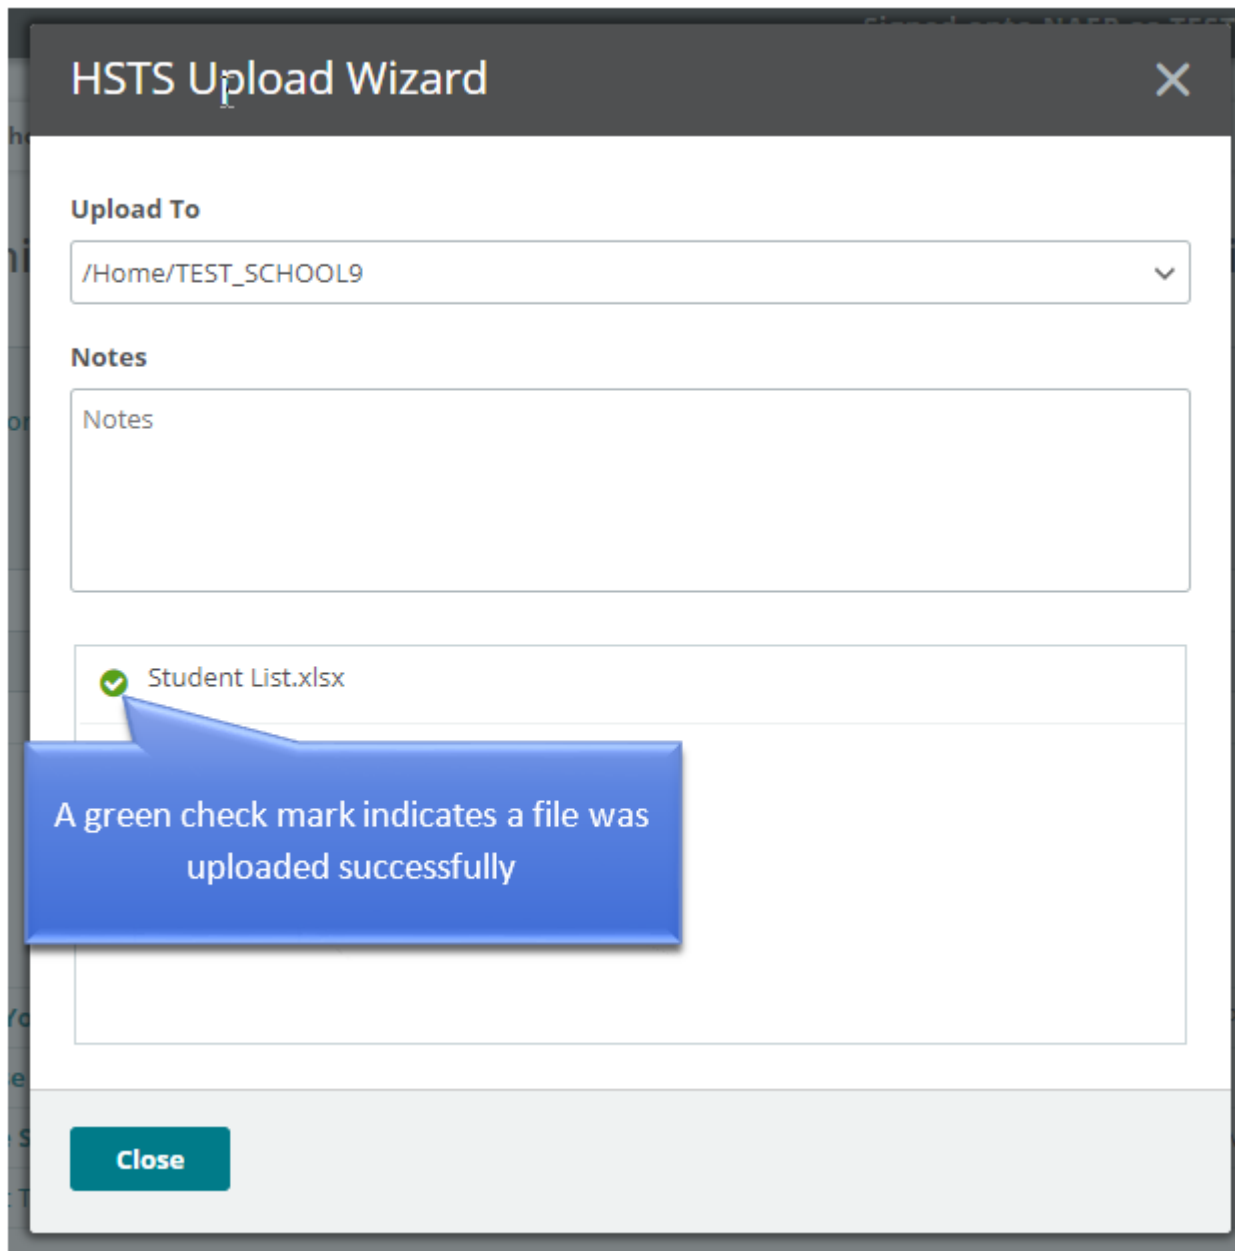 HSTS Upload Wizard
Upload To
/Home/TEST_SCHOOL9
Notes
Notes
Student List.xlsx
A green check mark indicates a file was
uploaded successfully
Close